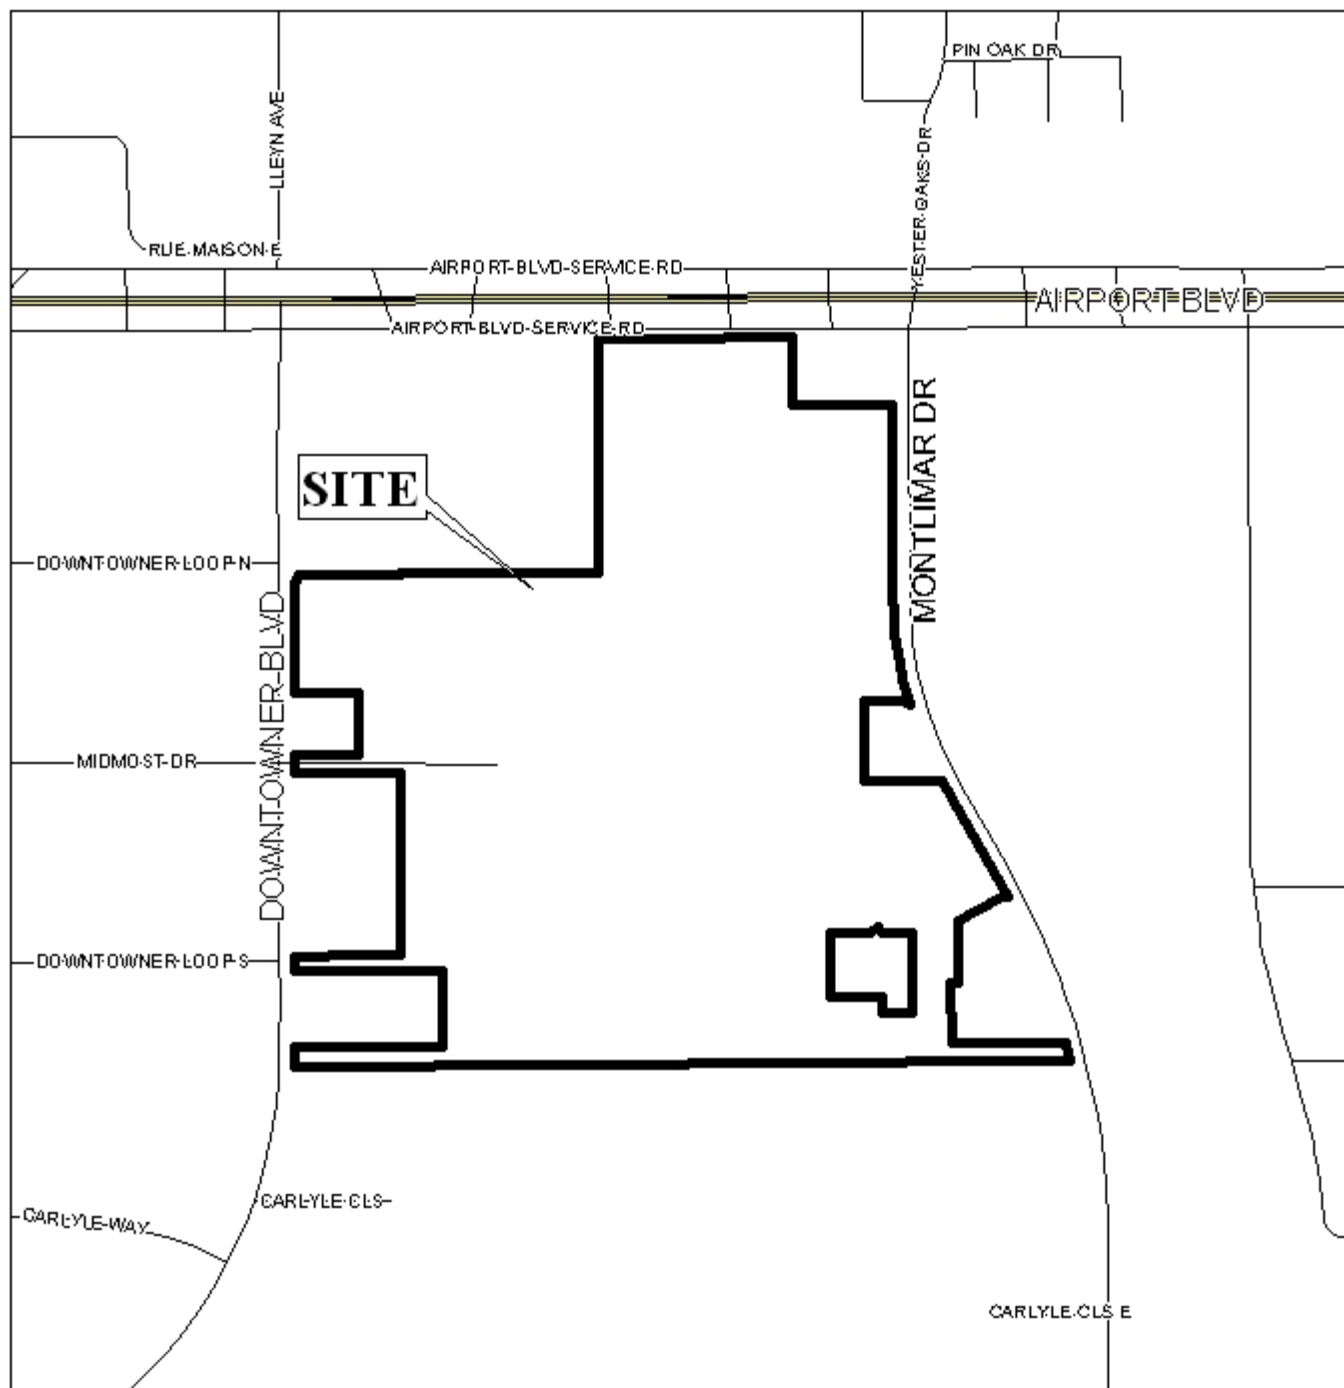 PIN OAK DR
LLEYN AVE
YESTER OAKS DR
RUE MAISON E
AIRPORT BLVD SERVICE RD
AIRPORT BLVD
AIRPORT BLVD SERVICE RD
MONTLIMAR DR
SITE
DOWNTOWNER LOOP N
DOWNTOWNER BLVD
MIDMOST DR
DOWNTOWNER LOOP S
CARLYLE CLS
CARLYLE WAY
CARLYLE CLS E